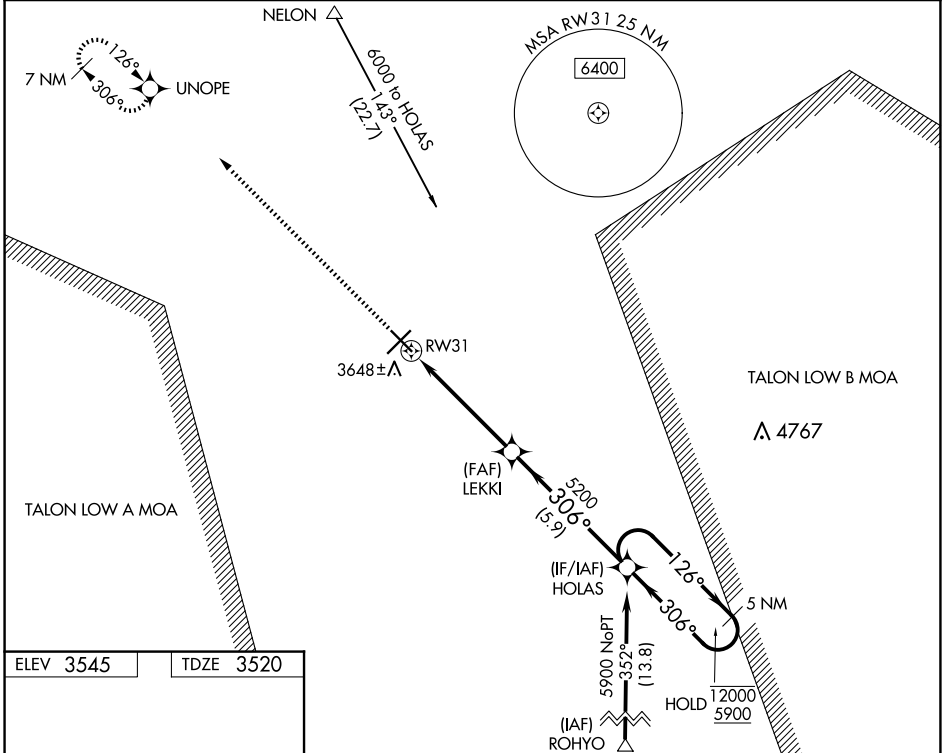 NELON
MSA RW31 25 NM
6400
126°
306°
7 NM
UNOPE
6000 to HOLAS
143°
(22.7)
RW31
3648±
TALON LOW B MOA
4767
(FAF)
LEKKI
5200
306°
(5.9)
TALON LOW A MOA
(IF/IAF)
HOLAS
126°
306°
5 NM
5900 NoPT
352°
(13.8)
HOLD
12000
5900
(IAF)
ROHYO
ELEV 3545
TDZE 3520